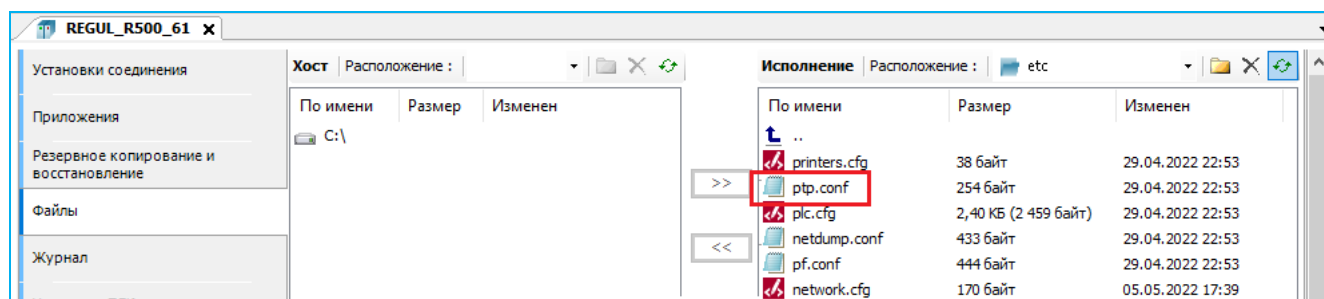 REGUL_R500_61 x
Установки соединения
Приложения
Резервное копирование и
восстановление
Файлы
Журнал
Хост Расположение :
По имени Размер Изменен
C:\
>>
<<
Исполнение Расположение : etc
По имени Размер Изменен
..
printers.cfg 38 байт 29.04.2022 22:53
ptp.conf 254 байт 29.04.2022 22:53
plc.cfg 2,40 КБ (2 459 байт) 29.04.2022 22:53
netdump.conf 433 байт 29.04.2022 22:53
pf.conf 444 байт 29.04.2022 22:53
network.cfg 170 байт 05.05.2022 17:39